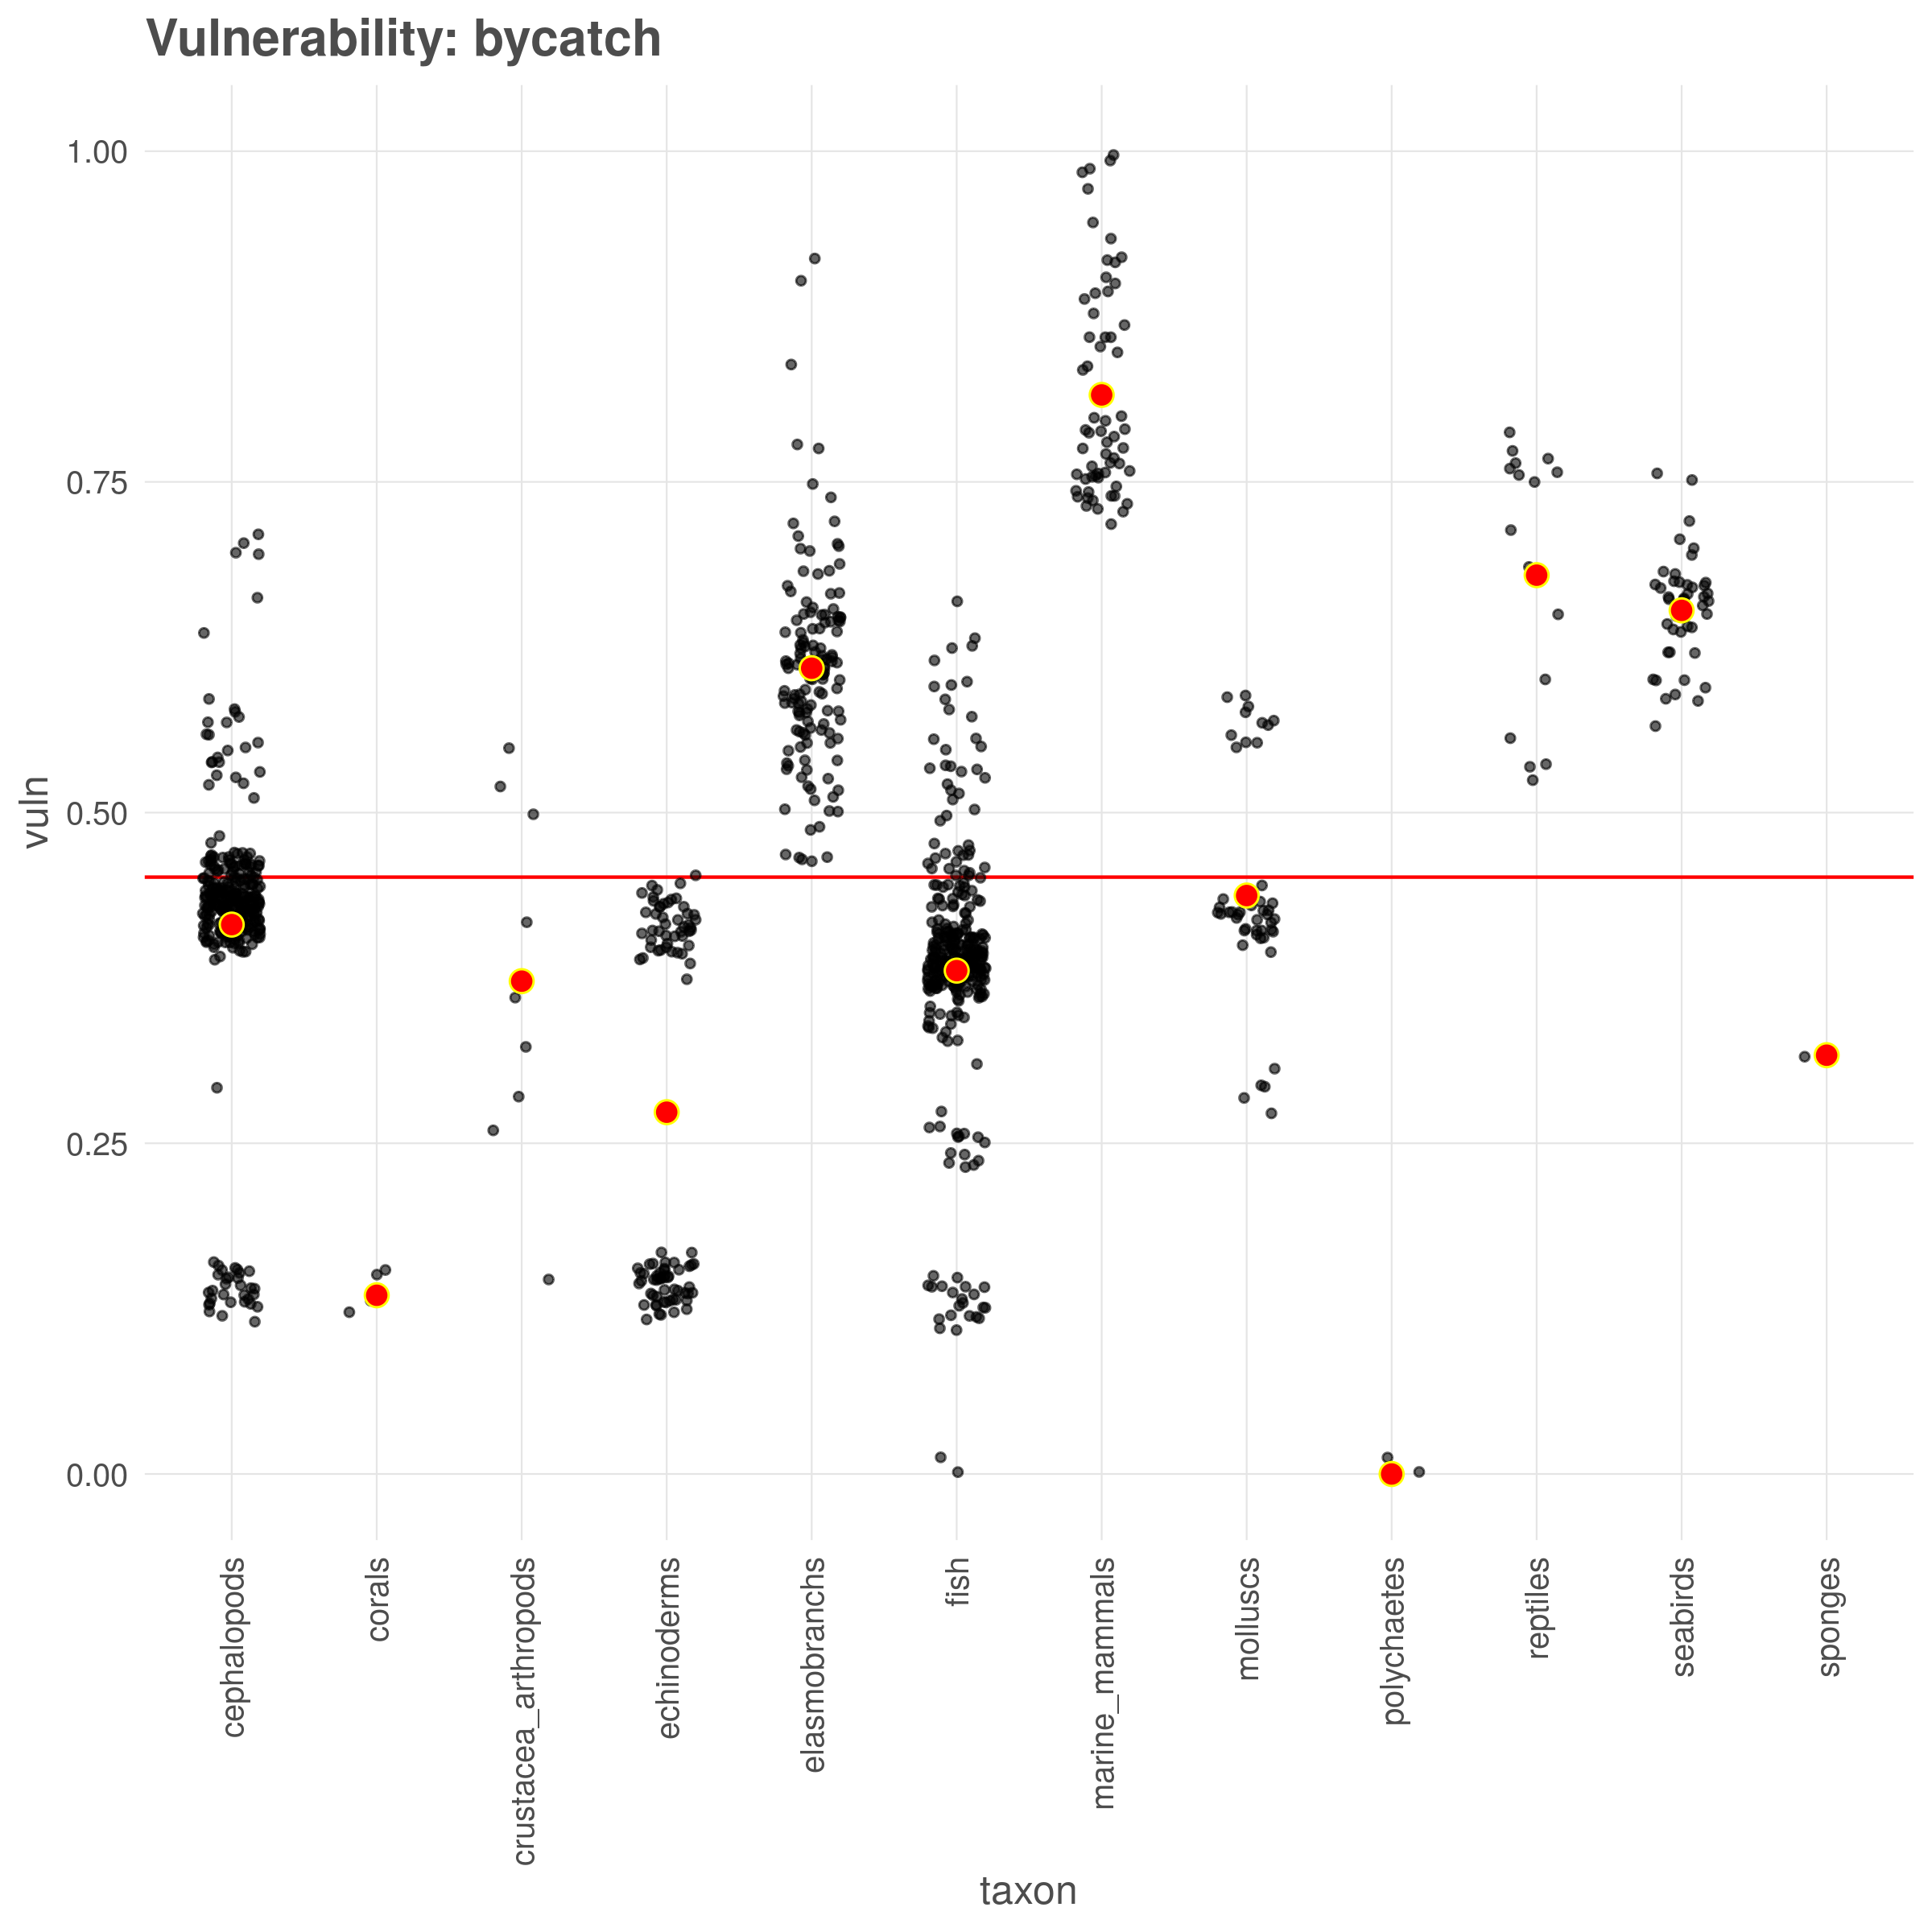 Vulnerability: bycatch
vuln
1.00
0.75
0.50
0.25
0.00
cephalopods
corals
crustacea_arthropods
echinoderms
elasmobranchs
fish
marine_mammals
molluscs
polychaetes
reptiles
seabirds
sponges
taxon